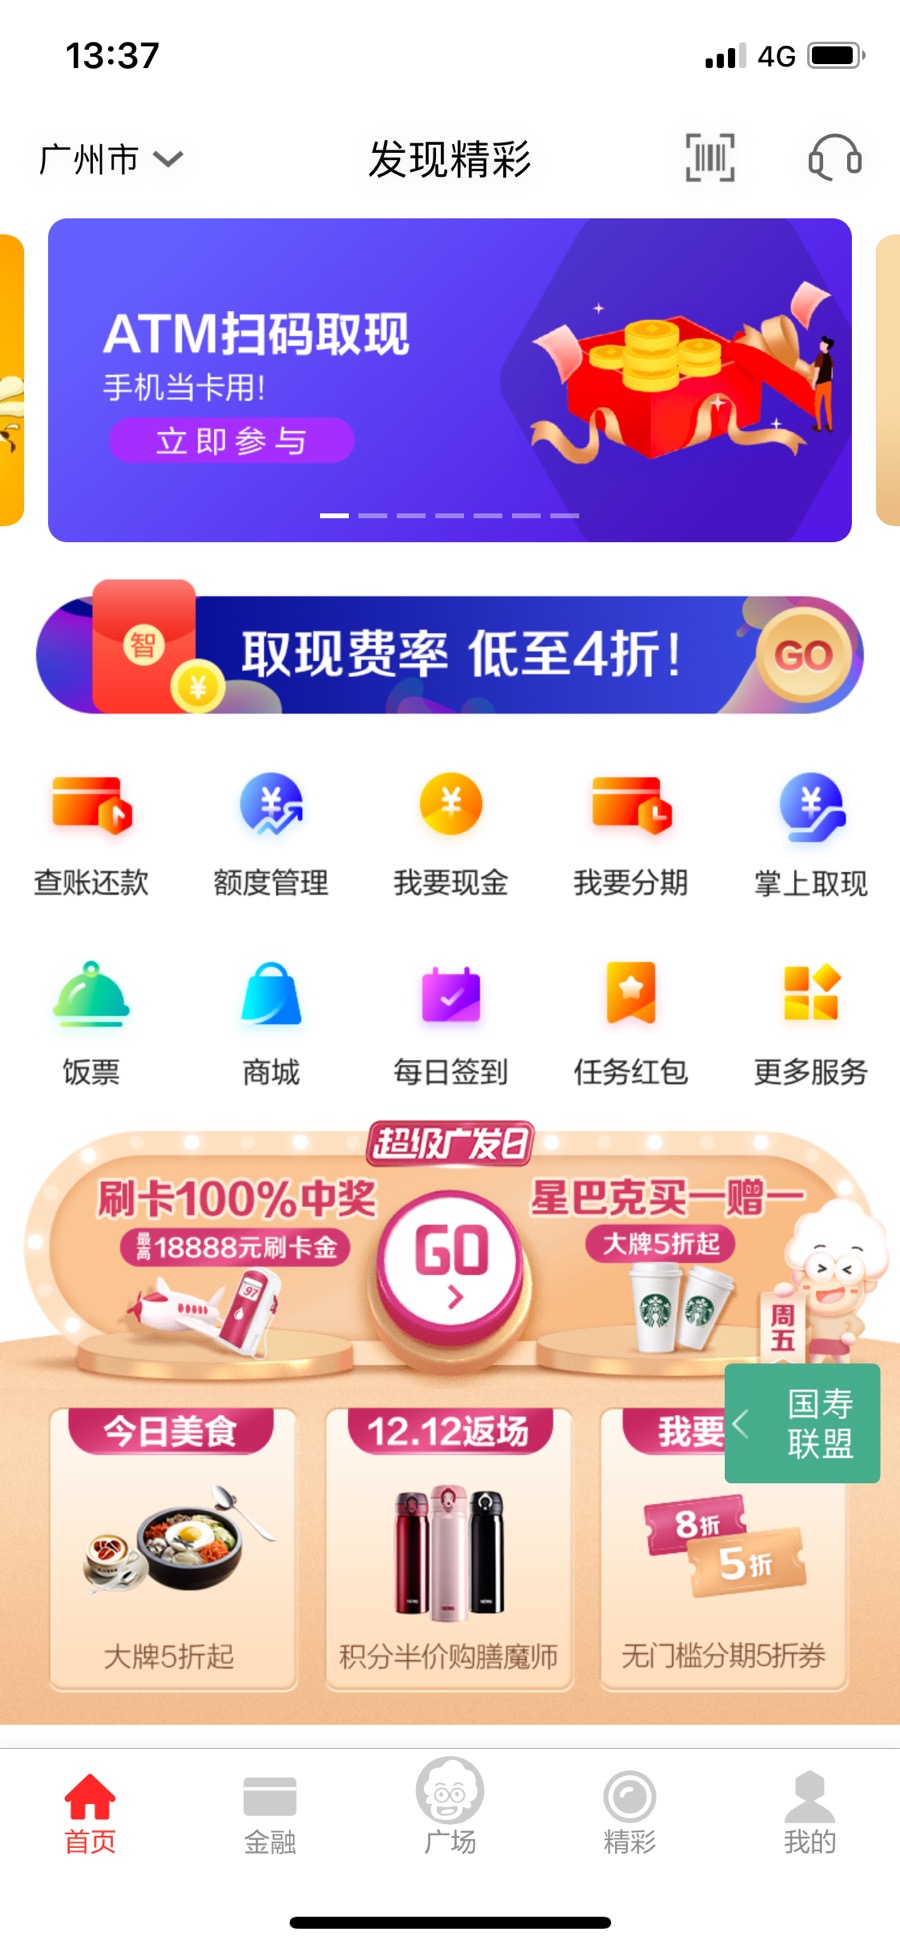 13:37
4G
广州市
发现精彩
ATM扫码取现
手机当卡用!
立即参与
智
¥
取现费率 低至4折!
GO
查账还款
额度管理
我要现金
我要分期
掌上取现
饭票
商城
每日签到
任务红包
更多服务
超级广发日
刷卡100%中奖
最高18888元刷卡金
GO
星巴克买一赠一
大牌5折起
97
周五
国寿联盟
今日美食
12.12返场
我要
8折
5折
大牌5折起
积分半价购膳魔师
无门槛分期5折券
首页
金融
广场
精彩
我的